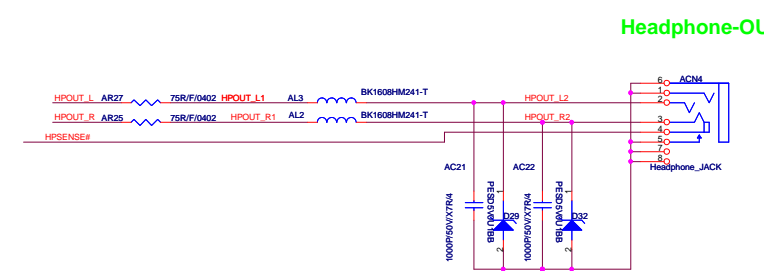 Headphone-OU
6 ACN4
1
HPOUT_L AR27 75R/F/0402 HPOUT_L1 AL3 BK1608HM241-T HPOUT_L2 2
HPOUT_R AR25 75R/F/0402 HPOUT_R1 AL2 BK1608HM241-T HPOUT_R2 3
4
HPSENSE# 5
7
8
Headphone_JACK
AC21 AC22
1000P/50V/X7R/4 PESD5V0U1BB 1 D29 2
1000P/50V/X7R/4 PESD5V0U1BB 1 D32 2